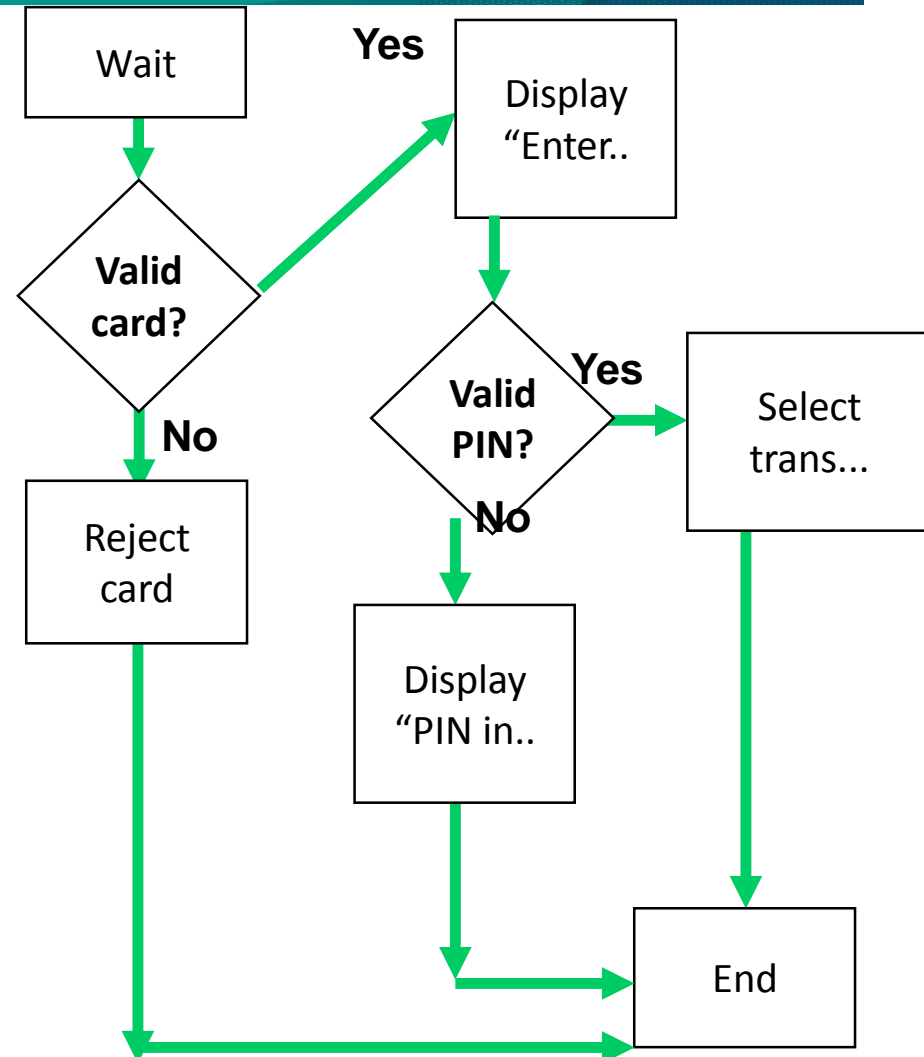 Wait
Yes
Display
“Enter..
Valid
card?
Valid
PIN?
Yes
Select
trans...
No
No
Reject
card
Display
“PIN in..
End